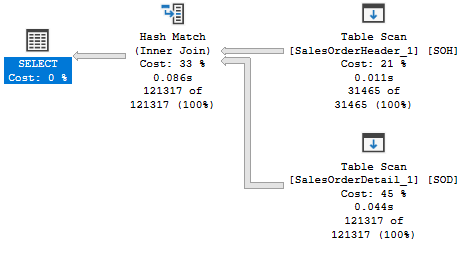 SELECT
Cost: 0 %
Hash Match
(Inner Join)
Cost: 33 %
0.086s
121317 of
121317 (100%)
Table Scan
[SalesOrderHeader_1] [SOH]
Cost: 21 %
0.011s
31465 of
31465 (100%)
Table Scan
[SalesOrderDetail_1] [SOD]
Cost: 45 %
0.044s
121317 of
121317 (100%)